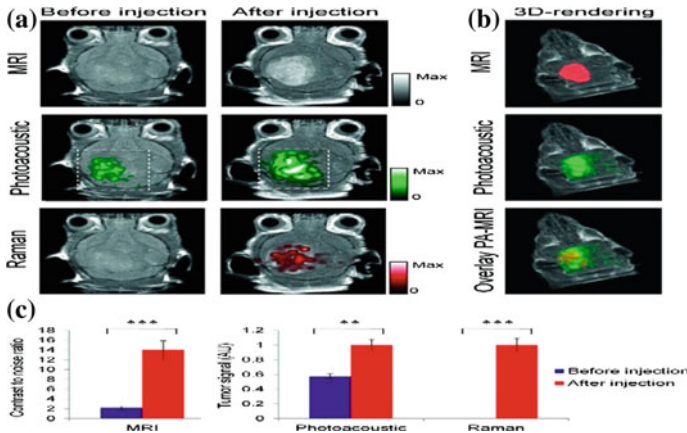 (a) Before injection After injection
MRI
Max
0
Photoacoustic
Max
0
Raman
Max
0
(b) 3D-rendering
MRI
Photoacoustic
Overlay PA-MRI
(c)
***
Contrast to noise ratio
18
16
14
12
10
8
6
4
2
MRI
**
***
Tumor signal (AU)
1.2
1
0.8
0.6
0.4
0.2
0
Photoacoustic Raman
Before injection
After injection